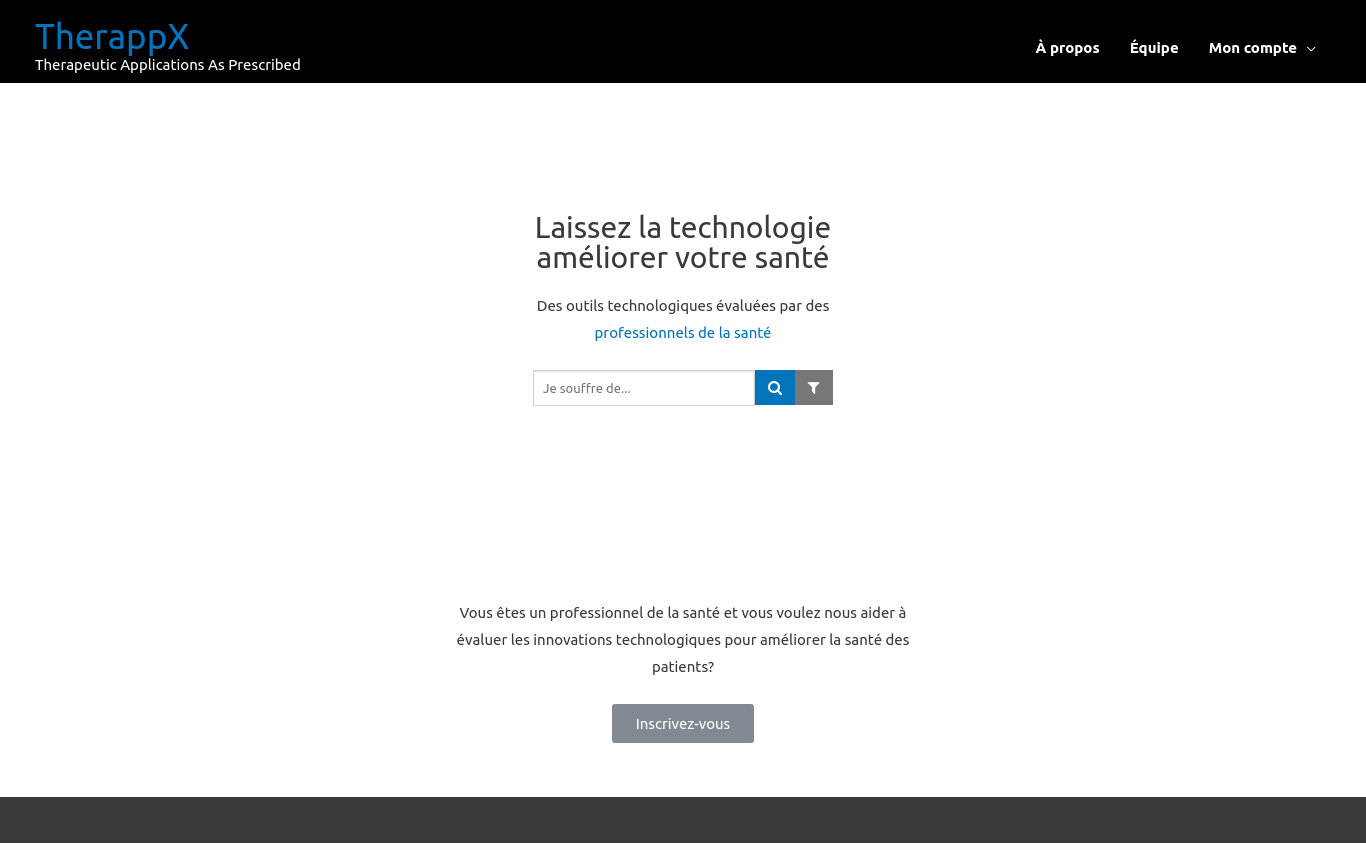 TherappX
Therapeutic Applications As Prescribed
À propos
Équipe
Mon compte
Laissez la technologie
améliorer votre santé
Des outils technologiques évaluées par des
professionnels de la santé
Je souffre de...
Vous êtes un professionnel de la santé et vous voulez nous aider à
évaluer les innovations technologiques pour améliorer la santé des
patients?
Inscrivez-vous